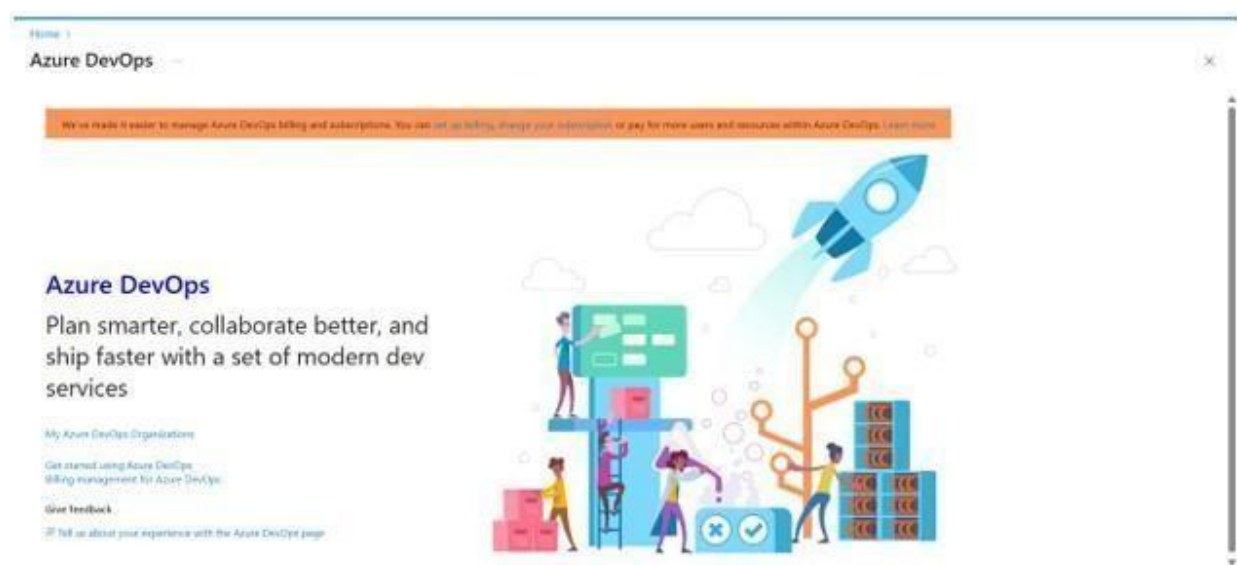 Home >
Azure DevOps
We've made it easier to manage Azure DevOps billing and subscriptions. You can set up billing, change your subscription or pay for more users and resources within Azure DevOps. Learn more
Azure DevOps
Plan smarter, collaborate better, and
ship faster with a set of modern dev
services
My Azure DevOps Organizations
Get started using Azure DevOps
Billing management for Azure DevOps
Give feedback
Tell us about your experience with the Azure DevOps page